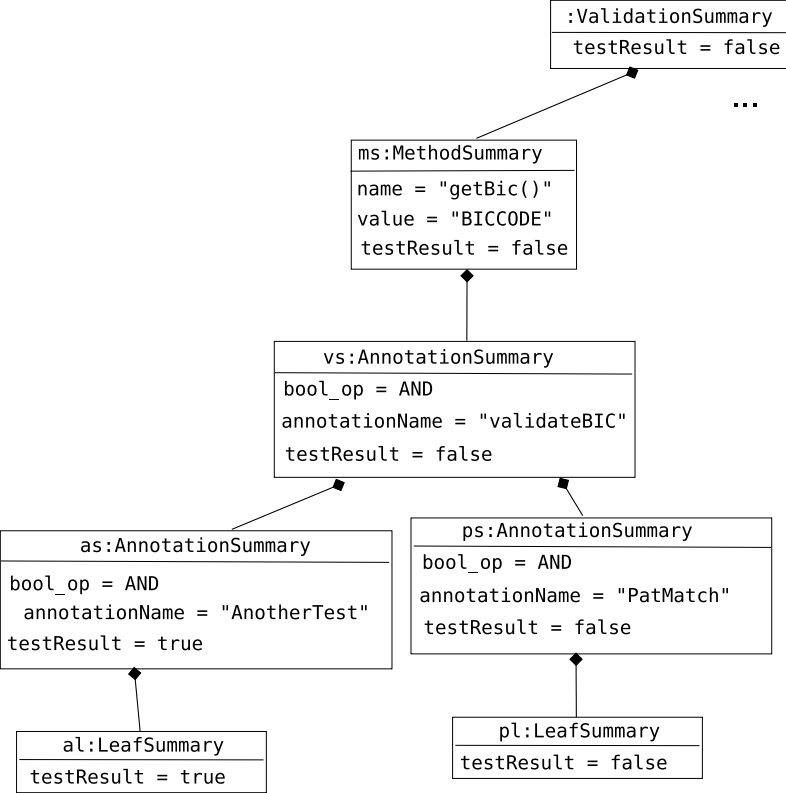 :ValidationSummary
testResult = false
...
ms:MethodSummary
name = "getBic()"
value = "BICCODE"
testResult = false
vs:AnnotationSummary
bool_op = AND
annotationName = "validateBIC"
testResult = false
as:AnnotationSummary
bool_op = AND
annotationName = "AnotherTest"
testResult = true
ps:AnnotationSummary
bool_op = AND
annotationName = "PatMatch"
testResult = false
al:LeafSummary
testResult = true
pl:LeafSummary
testResult = false